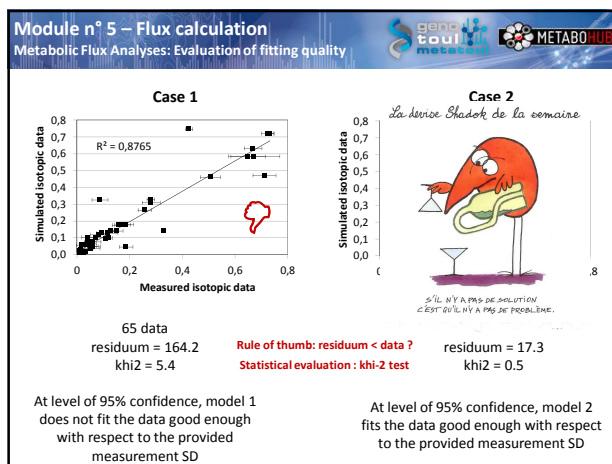 Module n° 5 – Flux calculation
Metabolic Flux Analyses: Evaluation of fitting quality
geno
toul
metatoul
METABOHUB
Case 1
Simulated isotopic data
0,8
0,7
0,6
0,5
0,4
0,3
0,2
0,1
0
R² = 0,8765
0
0,2
0,4
0,6
0,8
Measured isotopic data
Case 2
La devise Shadok de la semaine
Simulated isotopic data
0,8
0,7
0,6
0,5
0,4
0,3
0,2
0,1
0
0
,8
S'IL N'Y A PAS DE SOLUTION
C'EST QU'IL N'Y A PAS DE PROBLÈME.
65 data
residuum = 164.2
khi2 = 5.4
Rule of thumb: residuum < data ?
Statistical evaluation : khi-2 test
residuum = 17.3
khi2 = 0.5
At level of 95% confidence, model 1
does not fit the data good enough
with respect to the provided
measurement SD
At level of 95% confidence, model 2
fits the data good enough with respect
to the provided measurement SD